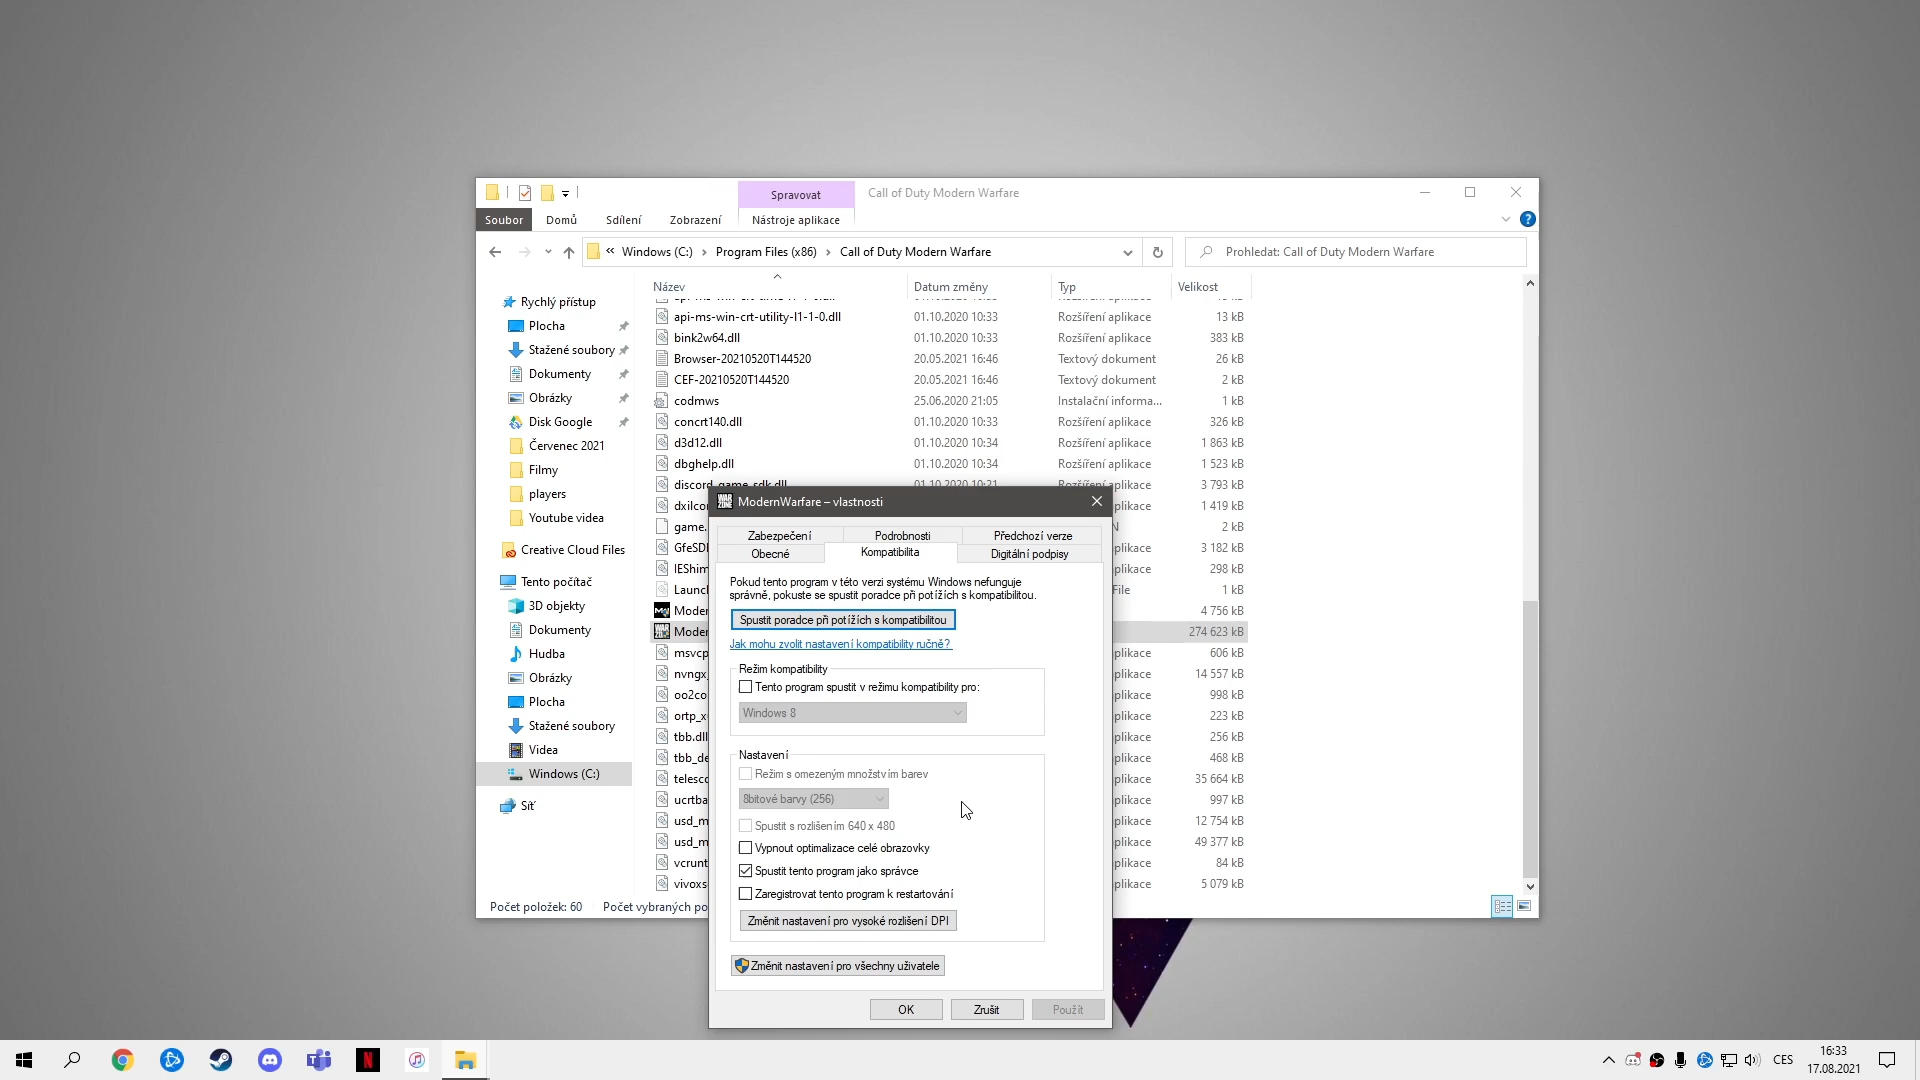 Spravovat
Call of Duty Modern Warfare
Soubor
Domů
Sdílení
Zobrazení
Nástroje aplikace
Windows (C:)
Program Files (x86)
Call of Duty Modern Warfare
Prohledat: Call of Duty Modern Warfare
Název
Datum změny
Typ
Velikost
Rychlý přístup
Plocha
Stažené soubory
Dokumenty
Obrázky
Disk Google
Červenec 2021
Filmy
players
Youtube videa
Creative Cloud Files
Tento počítač
3D objekty
Dokumenty
Hudba
Obrázky
Plocha
Stažené soubory
Videa
Windows (C:)
Síť
api-ms-win-crt-utility-l1-1-0.dll 01.10.2020 10:33 Rozšíření aplikace 13 kB
bink2w64.dll 01.10.2020 10:33 Rozšíření aplikace 383 kB
Browser-20210520T144520 20.05.2021 16:46 Textový dokument 26 kB
CEF-20210520T144520 20.05.2021 16:46 Textový dokument 2 kB
codmws 25.06.2020 21:05 Instalační informa... 1 kB
concrt140.dll 01.10.2020 10:33 Rozšíření aplikace 326 kB
d3d12.dll 01.10.2020 10:34 Rozšíření aplikace 1 863 kB
dbghelp.dll 01.10.2020 10:34 Rozšíření aplikace 1 523 kB
discord_game_sdk.dll 01.10.2020 10:21 Rozšíření aplikace 3 793 kB
dxilco plikace 1 419 kB
game. N 2 kB
GfeSDI plikace 3 182 kB
IEShim plikace 298 kB
Launc File 1 kB
Moder 4 756 kB
Moder 274 623 kB
msvcp plikace 606 kB
nvngx plikace 14 557 kB
oo2co plikace 998 kB
ortp_x plikace 223 kB
tbb.dll plikace 256 kB
tbb_de plikace 468 kB
telesco plikace 35 664 kB
ucrtba plikace 997 kB
usd_m plikace 12 754 kB
usd_m plikace 49 377 kB
vcrunt plikace 84 kB
vivoxs plikace 5 079 kB
Počet položek: 60
Počet vybraných po
ModernWarfare – vlastnosti
Zabezpečení
Podrobnosti
Předchozí verze
Obecné
Kompatibilita
Digitální podpisy
Pokud tento program v této verzi systému Windows nefunguje
správně, pokuste se spustit poradce při potížích s kompatibilitou.
Spustit poradce při potížích s kompatibilitou
Jak mohu zvolit nastavení kompatibility ručně?
Režim kompatibility
Tento program spustit v režimu kompatibility pro:
Windows 8
Nastavení
Režim s omezeným množstvím barev
8bitové barvy (256)
Spustit s rozlišením 640 x 480
Vypnout optimalizace celé obrazovky
Spustit tento program jako správce
Zaregistrovat tento program k restartování
Změnit nastavení pro vysoké rozlišení DPI
Změnit nastavení pro všechny uživatele
OK
Zrušit
Použít
CES
16:33
17.08.2021